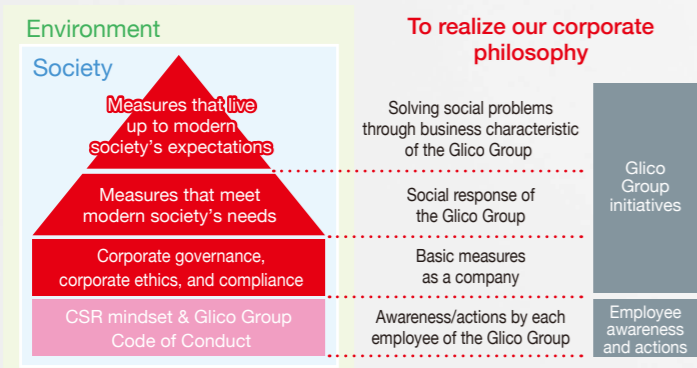 Environment
Society
Measures that live
up to modern
society's expectations
Measures that meet
modern society's needs
Corporate governance,
corporate ethics, and compliance
CSR mindset & Glico Group
Code of Conduct
To realize our corporate
philosophy
Solving social problems
through business characteristic
of the Glico Group
Social response of
the Glico Group
Basic measures
as a company
Awareness/actions by each
employee of the Glico Group
Glico
Group
initiatives
Employee
awareness
and actions